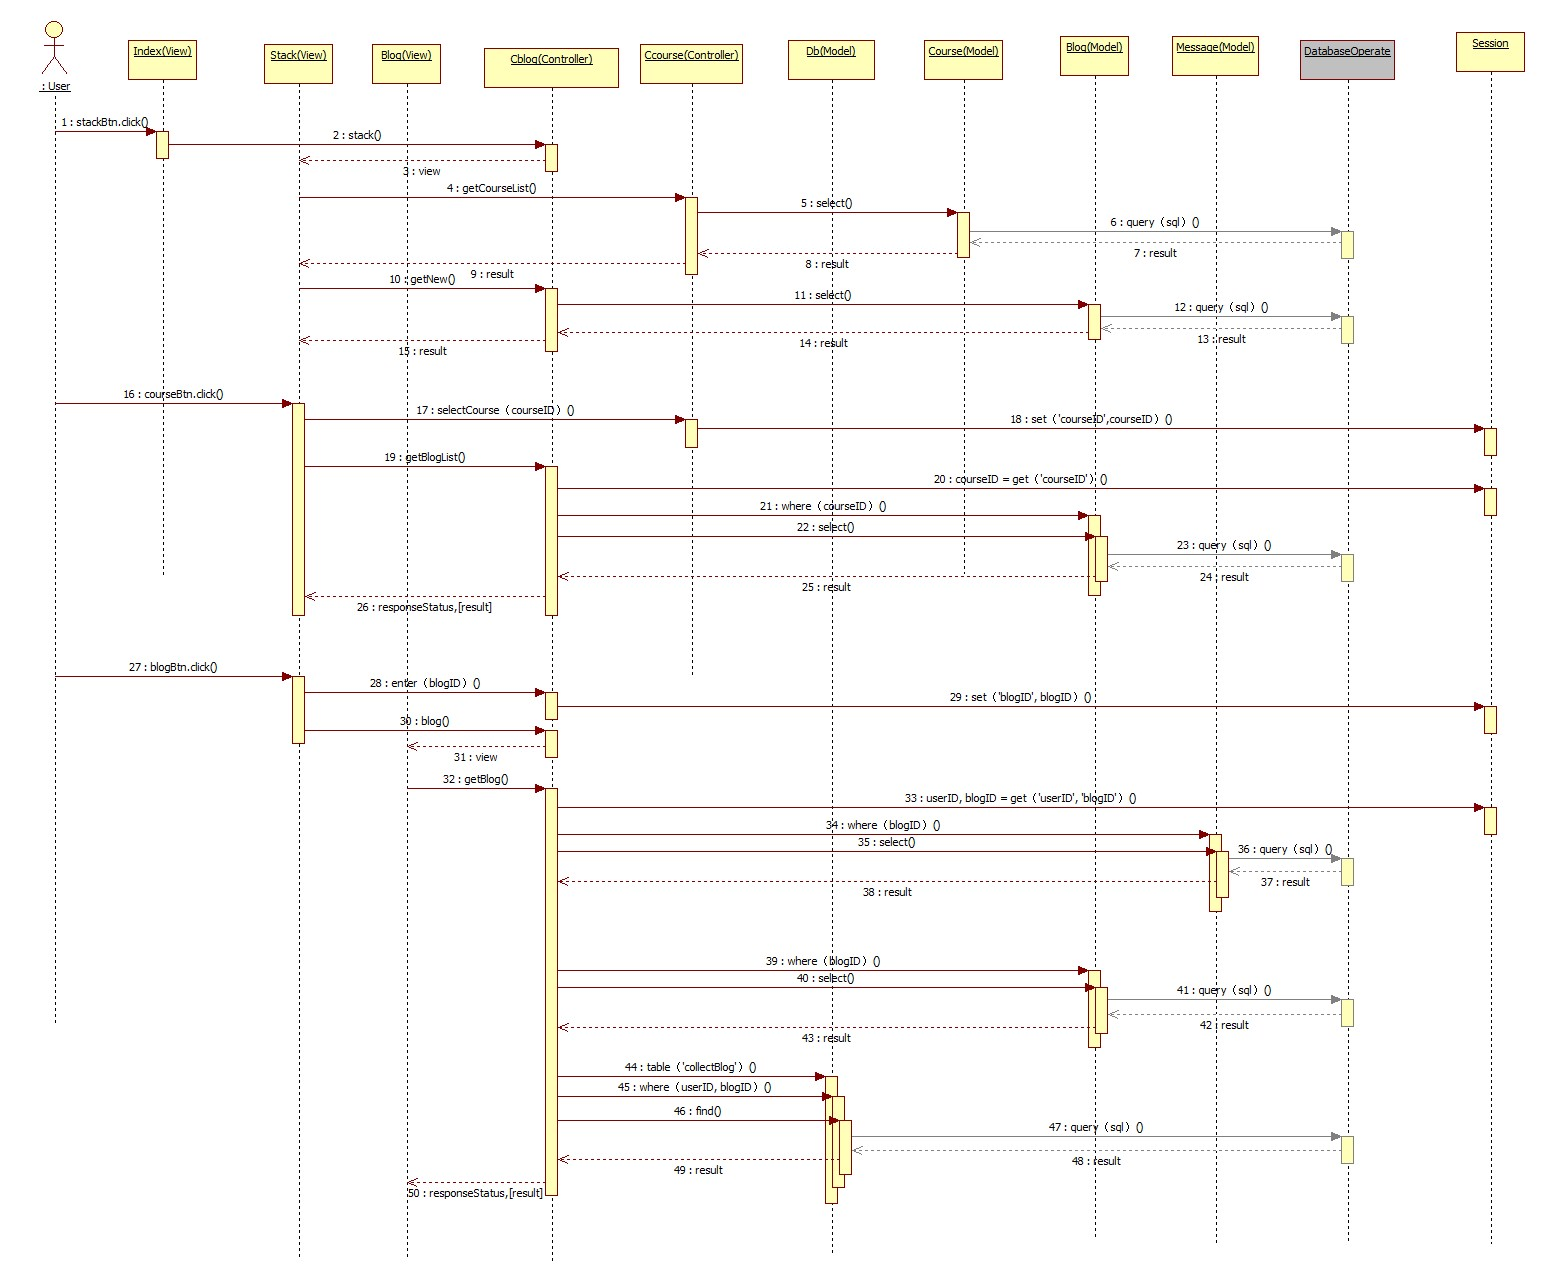 : User
Index(View)
Stack(View)
Blog(View)
Cblog(Controller)
Ccourse(Controller)
Db(Model)
Course(Model)
Blog(Model)
Message(Model)
DatabaseOperate
Session
1 : stackBtn.click()
2 : stack()
3 : view
4 : getCourseList()
5 : select()
6 : query（sql）()
7 : result
8 : result
9 : result
10 : getNew()
11 : select()
12 : query（sql）()
13 : result
14 : result
15 : result
16 : courseBtn.click()
17 : selectCourse（courseID）()
18 : set（'courseID',courseID）()
19 : getBlogList()
20 : courseID = get（'courseID'）()
21 : where（courseID）()
22 : select()
23 : query（sql）()
24 : result
25 : result
26 : responseStatus,[result]
27 : blogBtn.click()
28 : enter（blogID）()
29 : set（'blogID', blogID）()
30 : blog()
31 : view
32 : getBlog()
33 : userID, blogID = get（'userID', 'blogID'）()
34 : where（blogID）()
35 : select()
36 : query（sql）()
37 : result
38 : result
39 : where（blogID）()
40 : select()
41 : query（sql）()
42 : result
43 : result
44 : table（'collectBlog'）()
45 : where（userID, blogID）()
46 : find()
47 : query（sql）()
48 : result
49 : result
50 : responseStatus,[result]